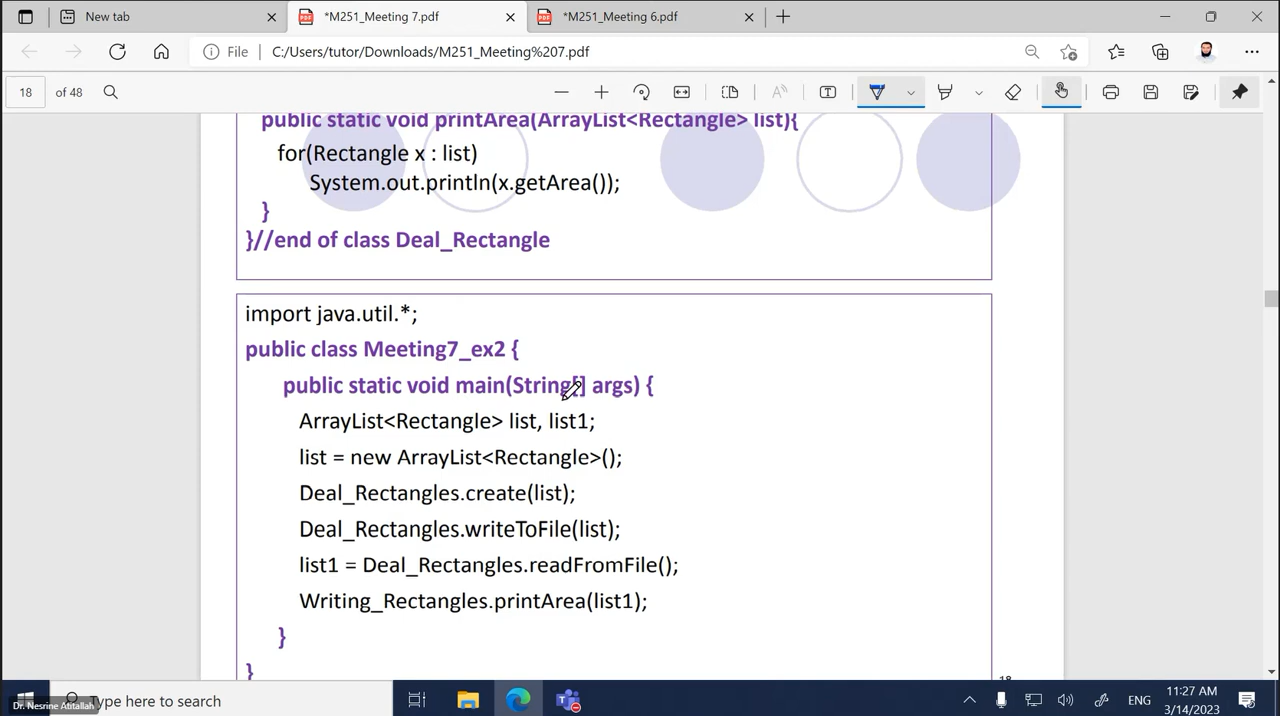 New tab
*M251_Meeting 7.pdf
*M251_Meeting 6.pdf
File
C:/Users/tutor/Downloads/M251_Meeting%207.pdf
18
of 48
public static void printArea(ArrayList<Rectangle> list){
for(Rectangle x : list)
System.out.println(x.getArea());
}
}//end of class Deal_Rectangle
import java.util.*;
public class Meeting7_ex2 {
public static void main(String[] args) {
ArrayList<Rectangle> list, list1;
list = new ArrayList<Rectangle>();
Deal_Rectangles.create(list);
Deal_Rectangles.writeToFile(list);
list1 = Deal_Rectangles.readFromFile();
Writing_Rectangles.printArea(list1);
}
}
18
Type here to search
Dr. Nesrine Atitallah
ENG
11:27 AM
3/14/2023